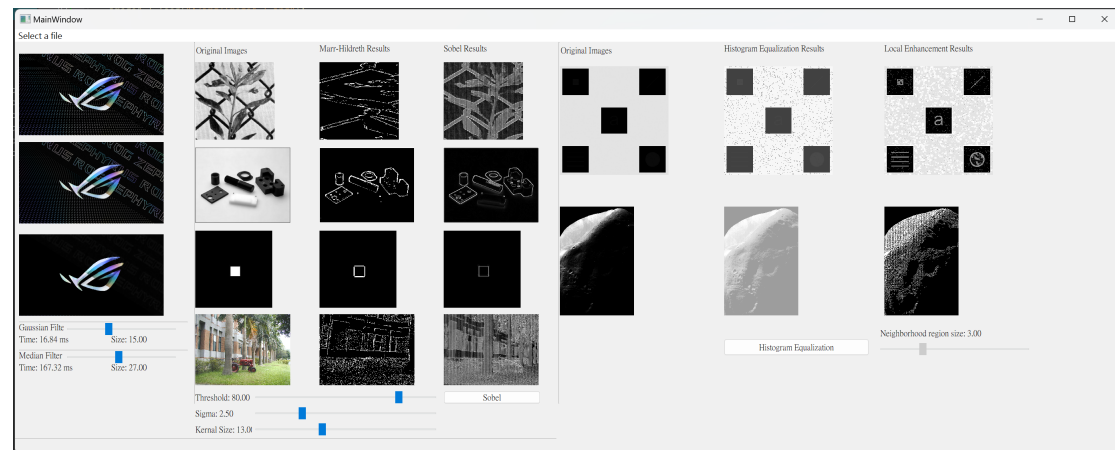 MainWindow
Select a file
Original Images
Marr-Hildreth Results
Sobel Results
Original Images
Histogram Equalization Results
Local Enhancement Results
a
Gaussian Filte
Time: 16.84 ms
Size: 15.00
Median Filter
Time: 167.32 ms
Size: 27.00
Threshold: 80.00
Sobel
Sigma: 2.50
Kernal Size: 13.0
Histogram Equalization
Neighborhood region size: 3.00